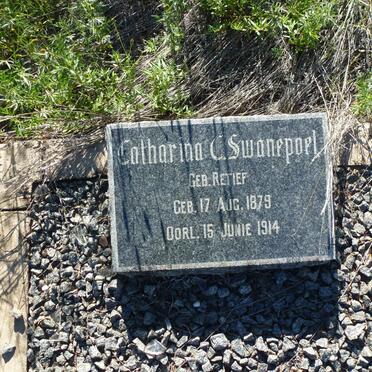 Catharina C. Swanepoel
GEB. RETIEF
GEB. 17 AUG. 1879
OORL. 15 JUNIE 1914